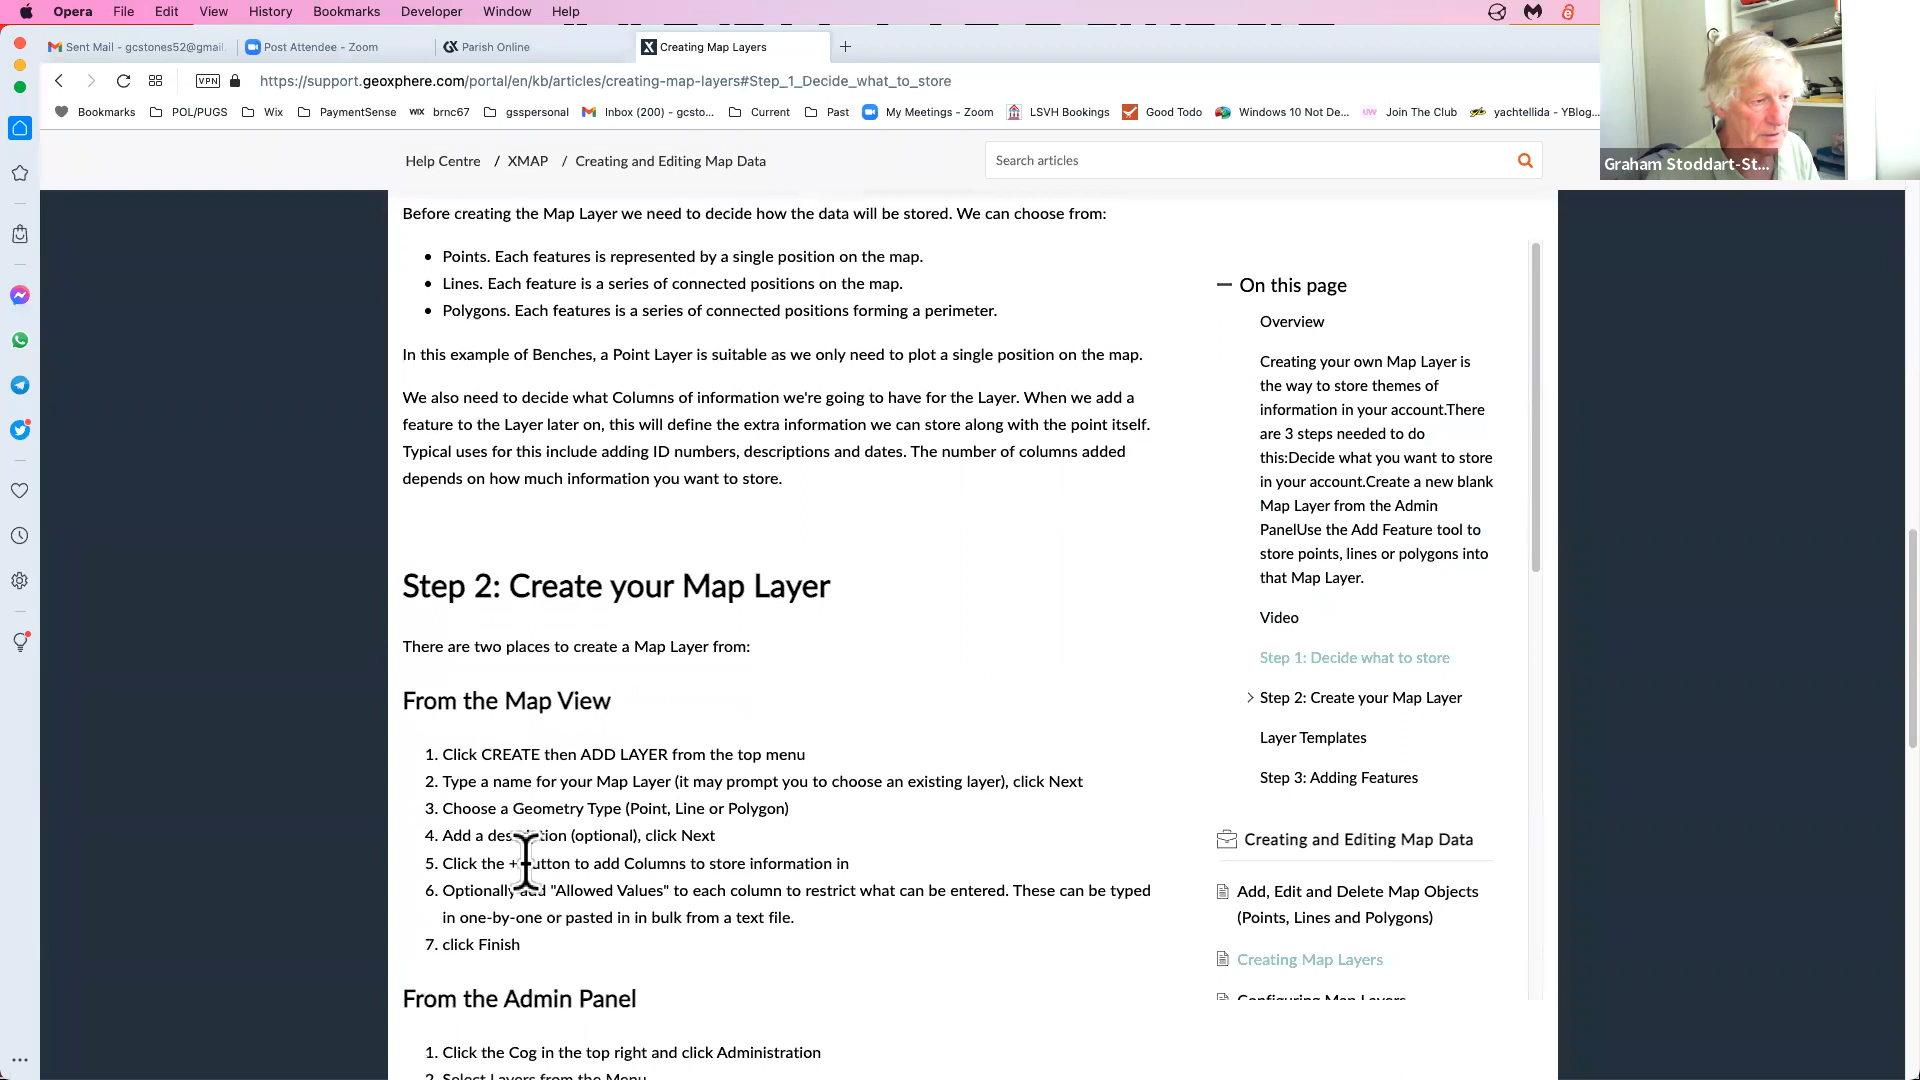 Opera File Edit View History Bookmarks Developer Window Help
Sent Mail - gcstones52@gmail. Post Attendee - Zoom Parish Online Creating Map Layers
VPN https://support.geoxphere.com/portal/en/kb/articles/creating-map-layers#Step_1_Decide_what_to_store
Bookmarks POL/PUGS Wix PaymentSense WIX brnc67 gsspersonal Inbox (200) - gcsto... Current Past My Meetings - Zoom LSVH Bookings Good Todo Windows 10 Not De... UW Join The Club yachtellida - YBlog...
Graham Stoddart-St...
Help Centre / XMAP / Creating and Editing Map Data Search articles
Before creating the Map Layer we need to decide how the data will be stored. We can choose from:
• Points. Each features is represented by a single position on the map.
• Lines. Each feature is a series of connected positions on the map.
• Polygons. Each features is a series of connected positions forming a perimeter.
In this example of Benches, a Point Layer is suitable as we only need to plot a single position on the map.
We also need to decide what Columns of information we're going to have for the Layer. When we add a
feature to the Layer later on, this will define the extra information we can store along with the point itself.
Typical uses for this include adding ID numbers, descriptions and dates. The number of columns added
depends on how much information you want to store.
Step 2: Create your Map Layer
There are two places to create a Map Layer from:
From the Map View
1. Click CREATE then ADD LAYER from the top menu
2. Type a name for your Map Layer (it may prompt you to choose an existing layer), click Next
3. Choose a Geometry Type (Point, Line or Polygon)
4. Add a description (optional), click Next
5. Click the + button to add Columns to store information in
6. Optionally add "Allowed Values" to each column to restrict what can be entered. These can be typed
in one-by-one or pasted in in bulk from a text file.
7. click Finish
From the Admin Panel
1. Click the Cog in the top right and click Administration
2. Select Layers from the Menu
On this page
Overview
Creating your own Map Layer is
the way to store themes of
information in your account.There
are 3 steps needed to do
this:Decide what you want to store
in your account.Create a new blank
Map Layer from the Admin
PanelUse the Add Feature tool to
store points, lines or polygons into
that Map Layer.
Video
Step 1: Decide what to store
Step 2: Create your Map Layer
Layer Templates
Step 3: Adding Features
Creating and Editing Map Data
Add, Edit and Delete Map Objects
(Points, Lines and Polygons)
Creating Map Layers
Configuring Map Layers